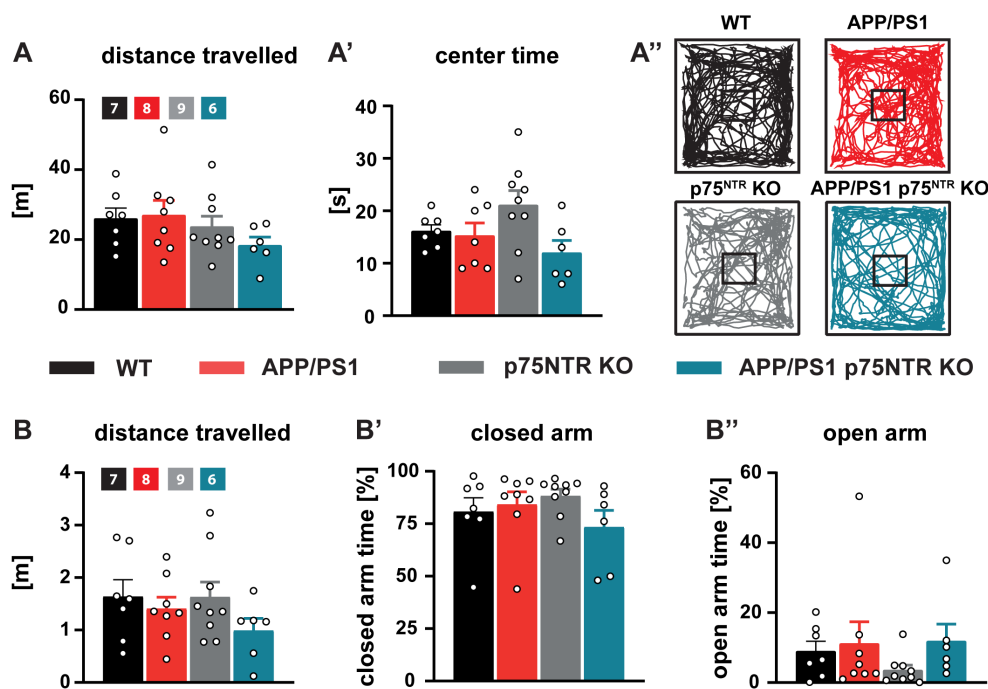 A distance travelled
60
40
20
0
[m]
7 8 9 6
A' center time
40
30
20
10
0
[s]
A''
WT APP/PS1
p75NTR KO APP/PS1 p75NTR KO
WT APP/PS1 p75NTR KO APP/PS1 p75NTR KO
B distance travelled
4
3
2
1
0
[m]
7 8 9 6
B' closed arm
100
75
50
25
0
closed arm time [%]
B'' open arm
60
40
20
0
open arm time [%]